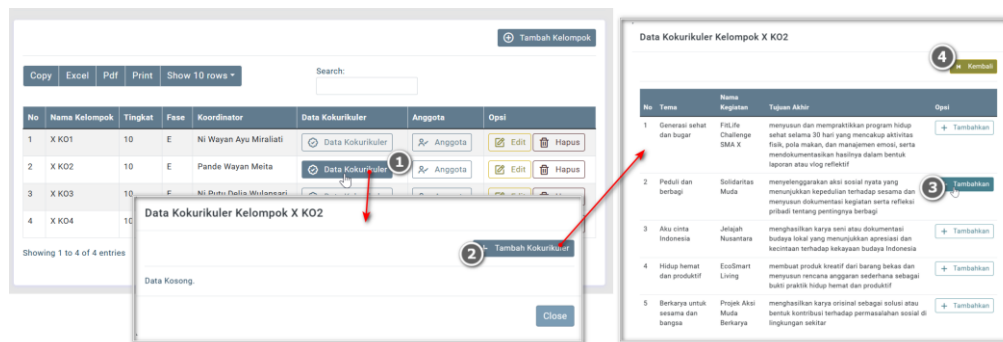 Tambah Kelompok
Copy Excel Pdf Print Show 10 rows
Search:
No Nama Kelompok Tingkat Fase Koordinator Data Kokurikuler Anggota Opsi
1 X KO1 10 E Ni Wayan Ayu Miraliati Data Kokurikuler Anggota Edit Hapus
2 X KO2 10 E Pande Wayan Meita Data Kokurikuler 1 Anggota Edit Hapus
3 X KO3 10 E Ni Putu Delia Wulansari
4 X KO4
Showing 1 to 4 of 4 entries
Data Kokurikuler Kelompok X KO2
2 Tambah Kokurikuler
Data Kosong.
Close
Data Kokurikuler Kelompok X KO2
4 Kembali
No Tema Nama Kegiatan Tujuan Akhir Opsi
1 Generasi sehat FitLife menyusun dan mempraktikkan program hidup + Tambahkan
dan bugar Challenge sehat selama 30 hari yang mencakup aktivitas
SMA X fisik, pola makan, dan manajemen emosi, serta
mendokumentasikan hasilnya dalam bentuk
laporan atau vlog reflektif
2 Peduli dan Solidaritas menyelenggarakan aksi sosial nyata yang 3 Tambahkan
berbagi Muda menunjukkan kepedulian terhadap sesama dan
menyusun dokumentasi kegiatan serta refleksi
pribadi tentang pentingnya berbagi
3 Aku cinta Jelajah menghasilkan karya seni atau dokumentasi + Tambahkan
Indonesia Nusantara budaya lokal yang menunjukkan apresiasi dan
kecintaan terhadap kekayaan budaya Indonesia
4 Hidup hemat EcoSmart membuat produk kreatif dari barang bekas dan + Tambahkan
dan produktif Living menyusun rencana anggaran sederhana sebagai
bukti praktik hidup hemat dan produktif
5 Berkarya untuk Projek Aksi menghasilkan karya orisinal sebagai solusi atau + Tambahkan
sesama dan Muda bentuk kontribusi terhadap permasalahan sosial di
bangsa Berkarya lingkungan sekitar